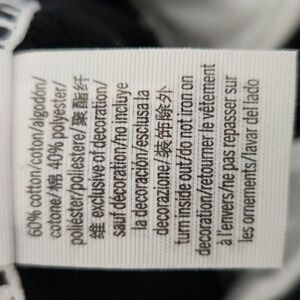 60% cotton/coton/algodón/
cotone/棉 40% polyester/
poliéster/poliestere/聚酯纤
维 exclusive of decoration/
sauf décoration/no incluye
la decoración/esclusa la
decorazione/装饰除外
turn inside out/do not iron on
decoration/retourner le vêtement
à l'envers/ne pas repasser sur
les ornements/lavar del lado